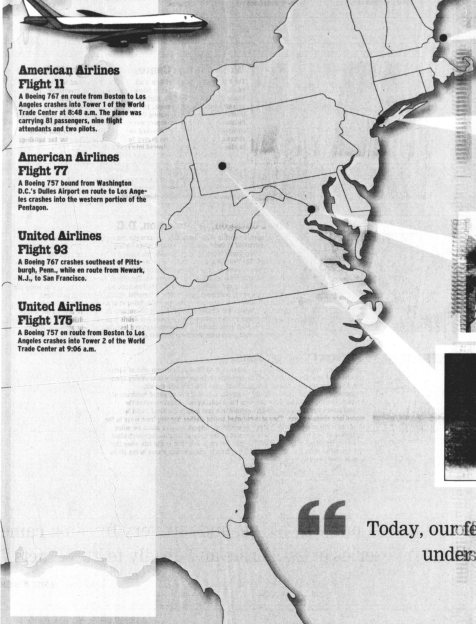 American Airlines
Flight 11
A Boeing 767 en route from Boston to Los
Angeles crashes into Tower 1 of the World
Trade Center at 8:48 a.m. The plane was
carrying 81 passengers, nine flight
attendants and two pilots.
American Airlines
Flight 77
A Boeing 757 bound from Washington
D.C.'s Dulles Airport en route to Los Ange-
les crashes into the western portion of the
Pentagon.
United Airlines
Flight 93
A Boeing 767 crashes southeast of Pitts-
burgh, Penn., while en route from Newark,
N.J., to San Francisco.
United Airlines
Flight 175
A Boeing 757 en route from Boston to Los
Angeles crashes into Tower 2 of the World
Trade Center at 9:06 a.m.
“
Today, our fe
unders